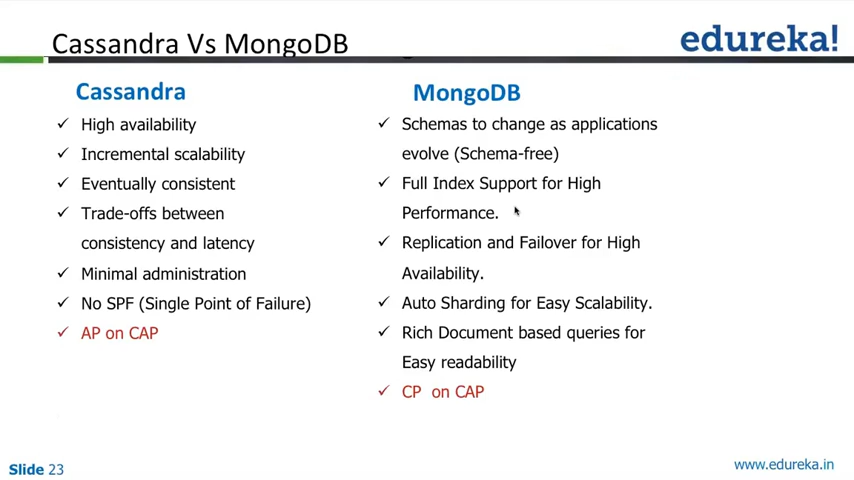 Cassandra Vs MongoDB
edureka!
Cassandra
High availability
Incremental scalability
Eventually consistent
Trade-offs between
consistency and latency
Minimal administration
No SPF (Single Point of Failure)
AP on CAP
MongoDB
Schemas to change as applications
evolve (Schema-free)
Full Index Support for High
Performance.
Replication and Failover for High
Availability.
Auto Sharding for Easy Scalability.
Rich Document based queries for
Easy readability
CP on CAP
Slide 23
www.edureka.in